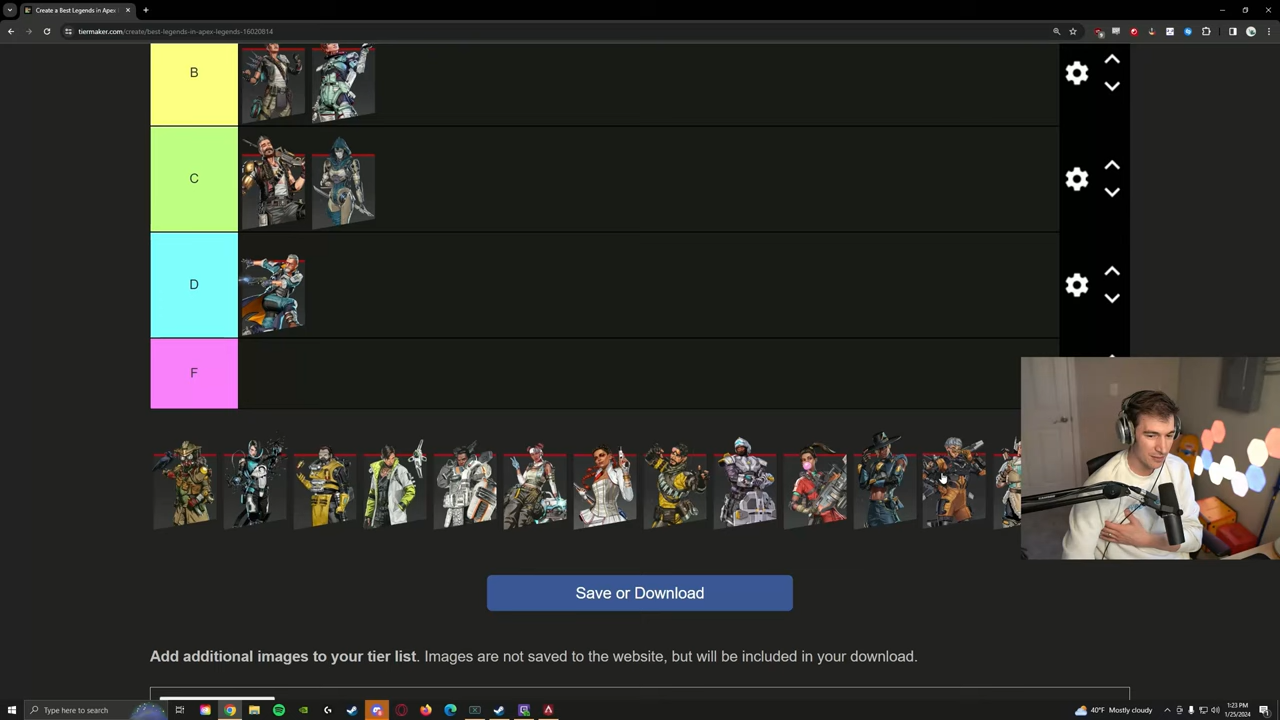 Create a Best Legends in Apex
tiermaker.com/create/best-legends-in-apex-legends-16020814
B
C
D
F
Save or Download
Add additional images to your tier list. Images are not saved to the website, but will be included in your download.
Type here to search
40°F Mostly cloudy
1:23 PM
1/25/2024